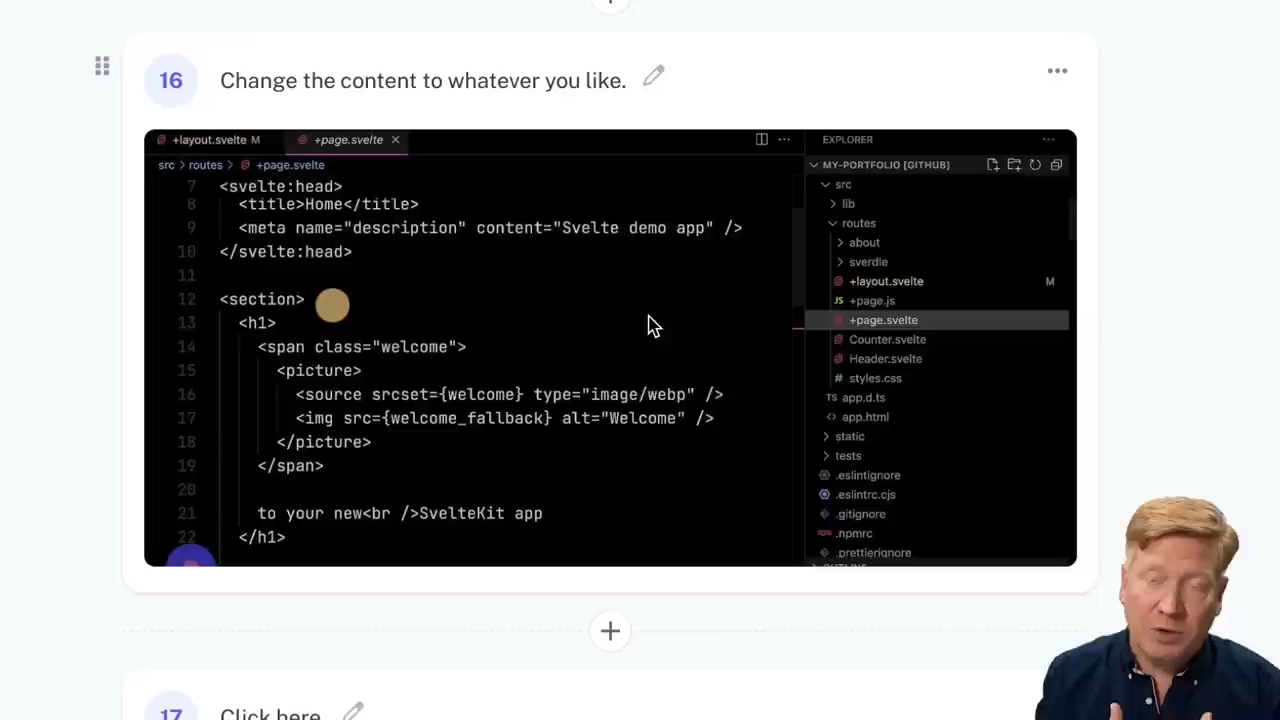 16 Change the content to whatever you like.
+layout.svelte M +page.svelte
src > routes > +page.svelte
7 <svelte:head>
8 <title>Home</title>
9 <meta name="description" content="Svelte demo app" />
10 </svelte:head>
11
12 <section>
13 <h1>
14 <span class="welcome">
15 <picture>
16 <source srcset={welcome} type="image/webp" />
17 <img src={welcome_fallback} alt="Welcome" />
18 </picture>
19 </span>
20
21 to your new<br />SvelteKit app
22 </h1>
EXPLORER
MY-PORTFOLIO [GITHUB]
src
lib
routes
about
sverdle
+layout.svelte M
JS +page.js
+page.svelte
Counter.svelte
Header.svelte
# styles.css
TS app.d.ts
<> app.html
static
tests
.eslintignore
.eslintrc.cjs
.gitignore
.npmrc
.prettierignore
OUTLINE
17 Click here